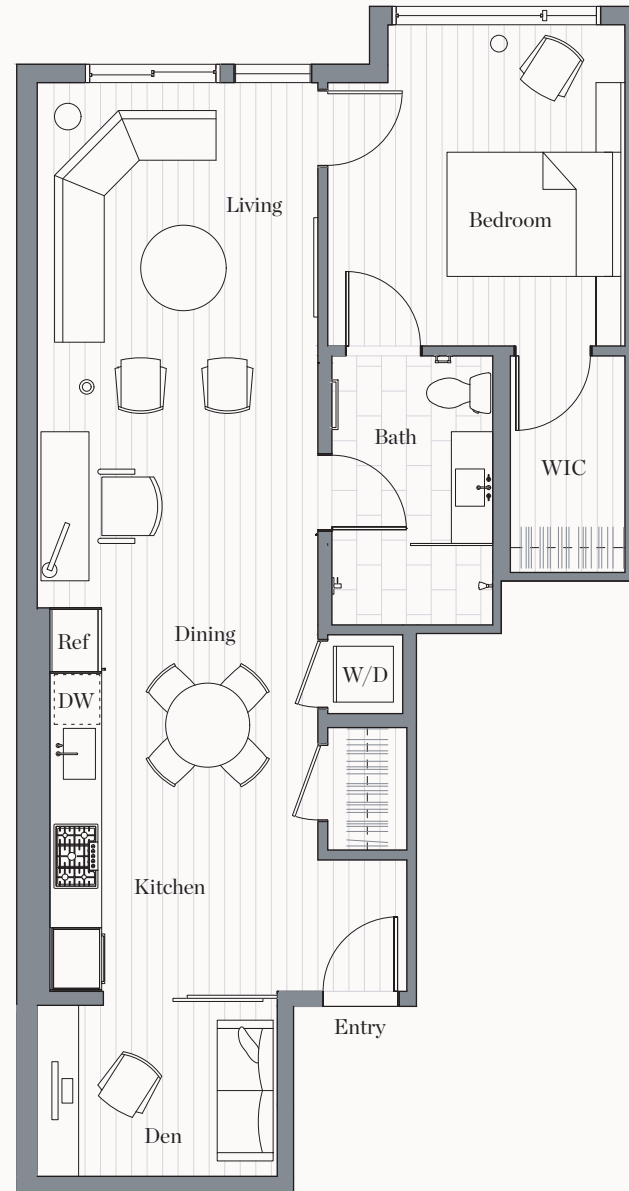 Living
Bedroom
Bath
WIC
Ref
Dining
W/D
DW
Kitchen
Entry
Den